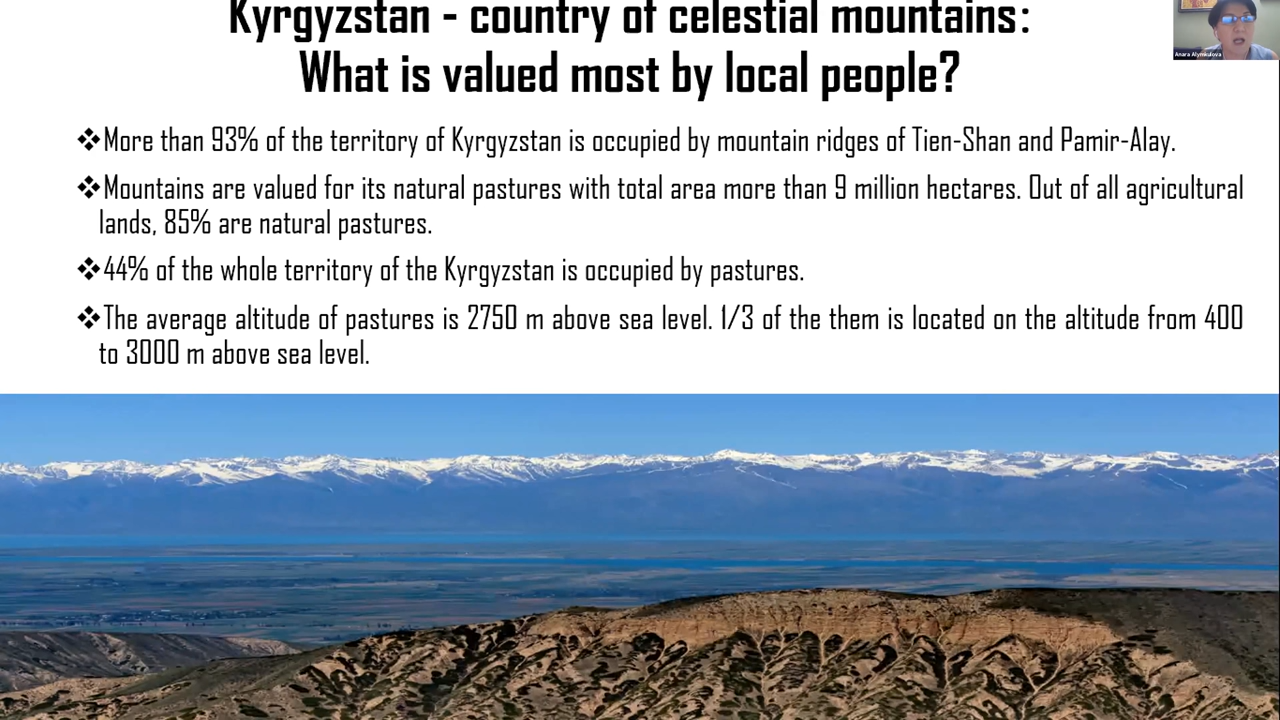 Kyrgyzstan - country of celestial mountains:
What is valued most by local people?
Anara Alymkulova
❖More than 93% of the territory of Kyrgyzstan is occupied by mountain ridges of Tien-Shan and Pamir-Alay.
❖Mountains are valued for its natural pastures with total area more than 9 million hectares. Out of all agricultural
lands, 85% are natural pastures.
❖44% of the whole territory of the Kyrgyzstan is occupied by pastures.
❖The average altitude of pastures is 2750 m above sea level. 1/3 of the them is located on the altitude from 400
to 3000 m above sea level.